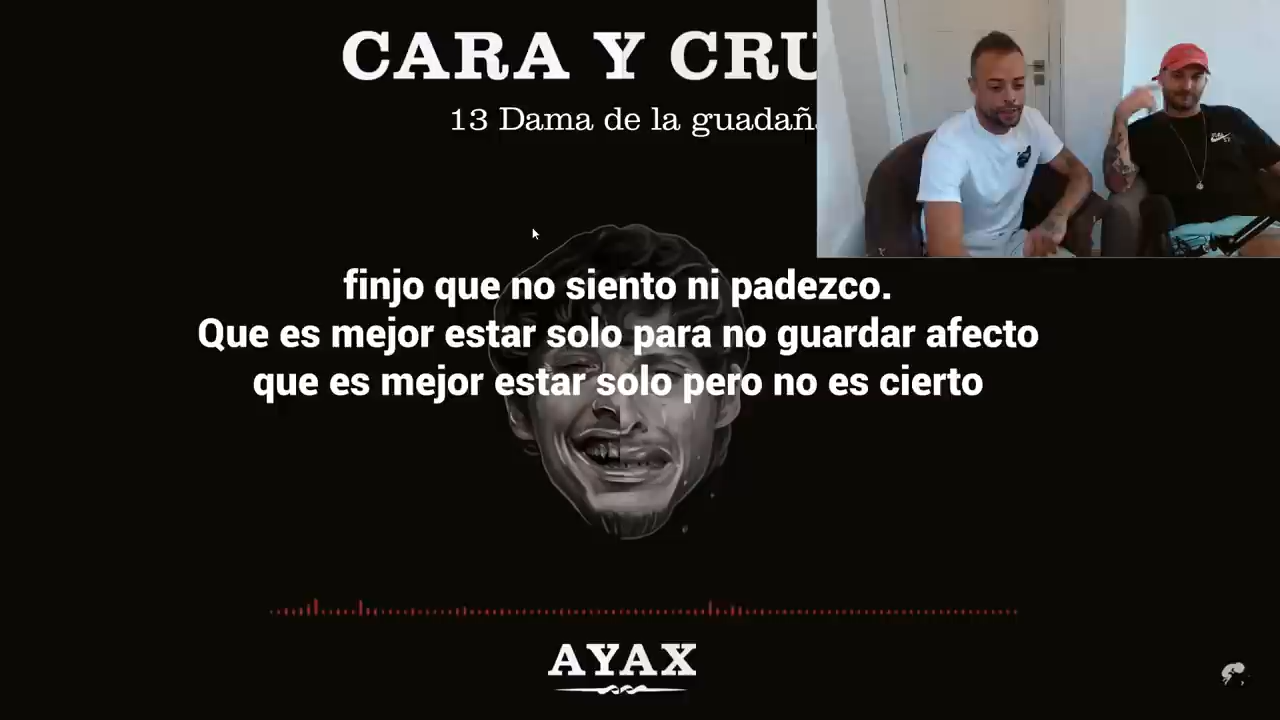 CARA Y CRU
13 Dama de la guadaña
finjo que no siento ni padezco.
Que es mejor estar solo para no guardar afecto
que es mejor estar solo pero no es cierto
AYAX